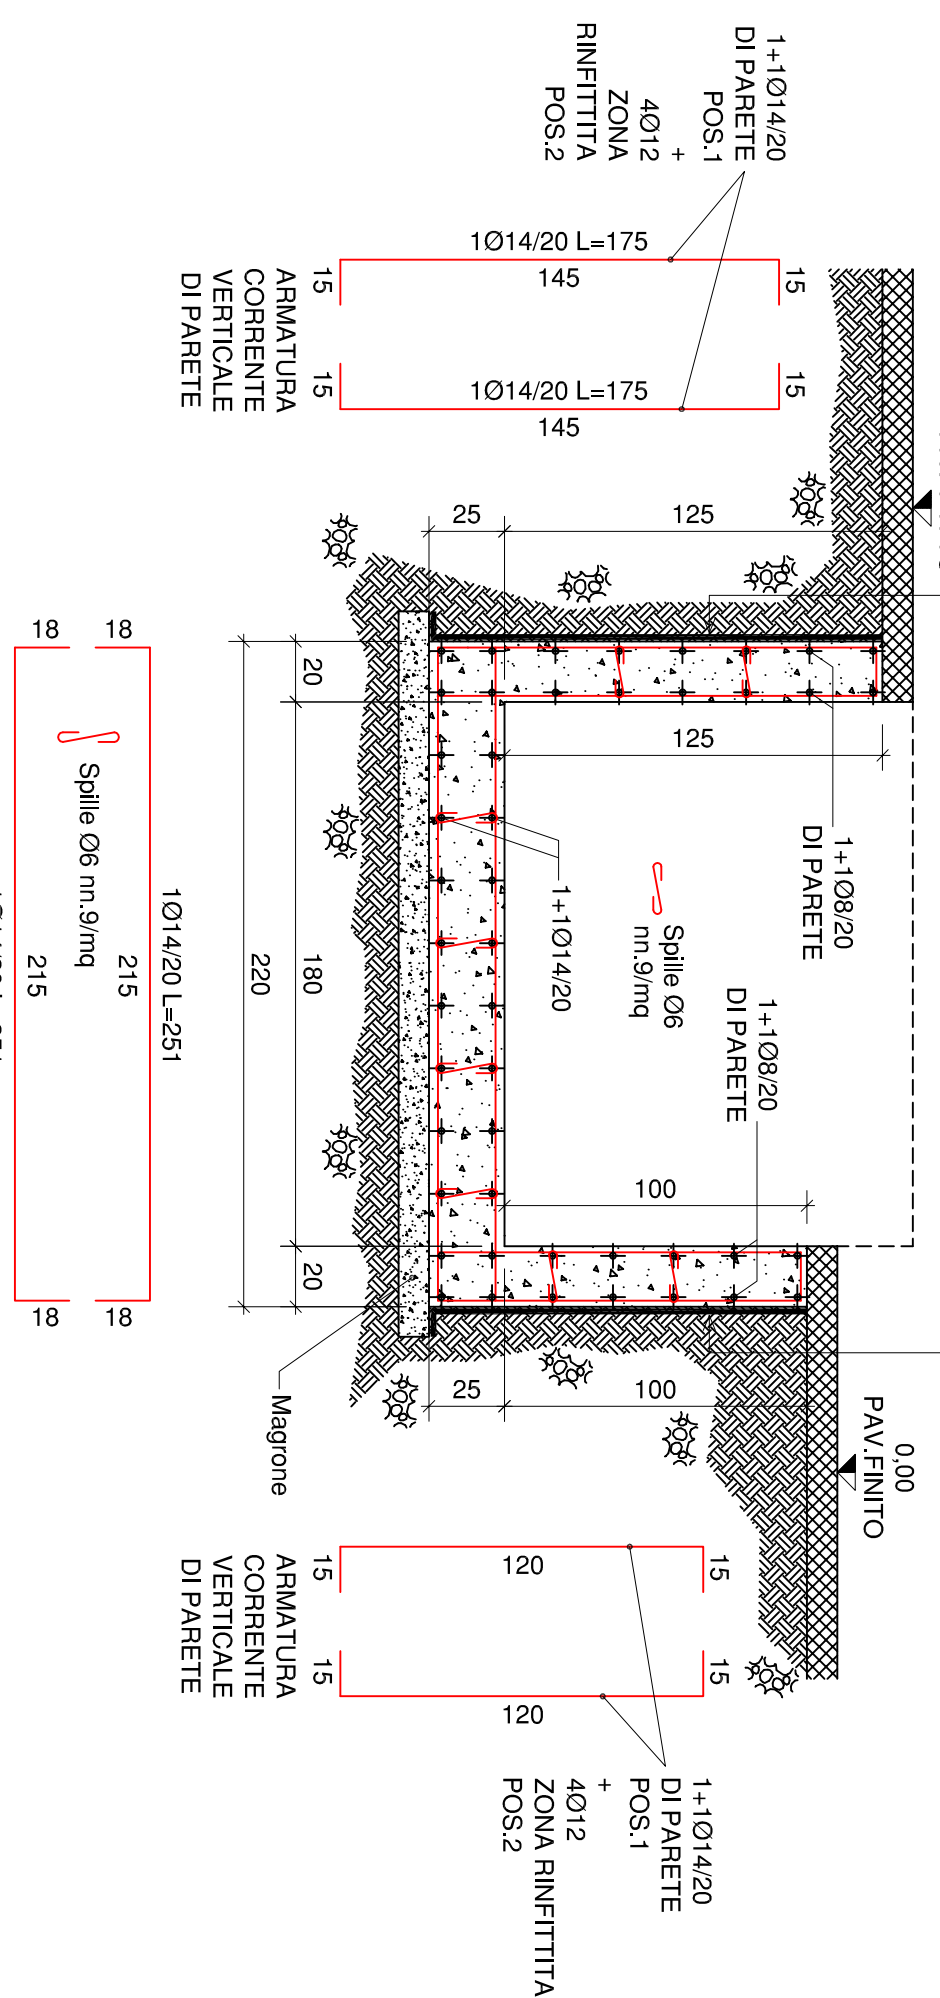 1+1Ø14/20
DI PARETE
POS.1
+
4Ø12
ZONA
RINFITTITA
POS.2
15
1Ø14/20 L=175
145
15
15
1Ø14/20 L=175
145
15
ARMATURA
CORRENTE
VERTICALE
DI PARETE
125
25
125
1+1Ø8/20
DI PARETE
Spille Ø6
nn.9/mq
1+1Ø14/20
1+1Ø8/20
DI PARETE
100
20
180
20
220
100
25
0,00
PAV.FINITO
Magrone
18
18
1Ø14/20 L=251
215
Spille Ø6 nn.9/mq
215
18
18
15
120
15
15
120
15
ARMATURA
CORRENTE
VERTICALE
DI PARETE
1+1Ø14/20
DI PARETE
POS.1
+
4Ø12
ZONA RINFITTITA
POS.2